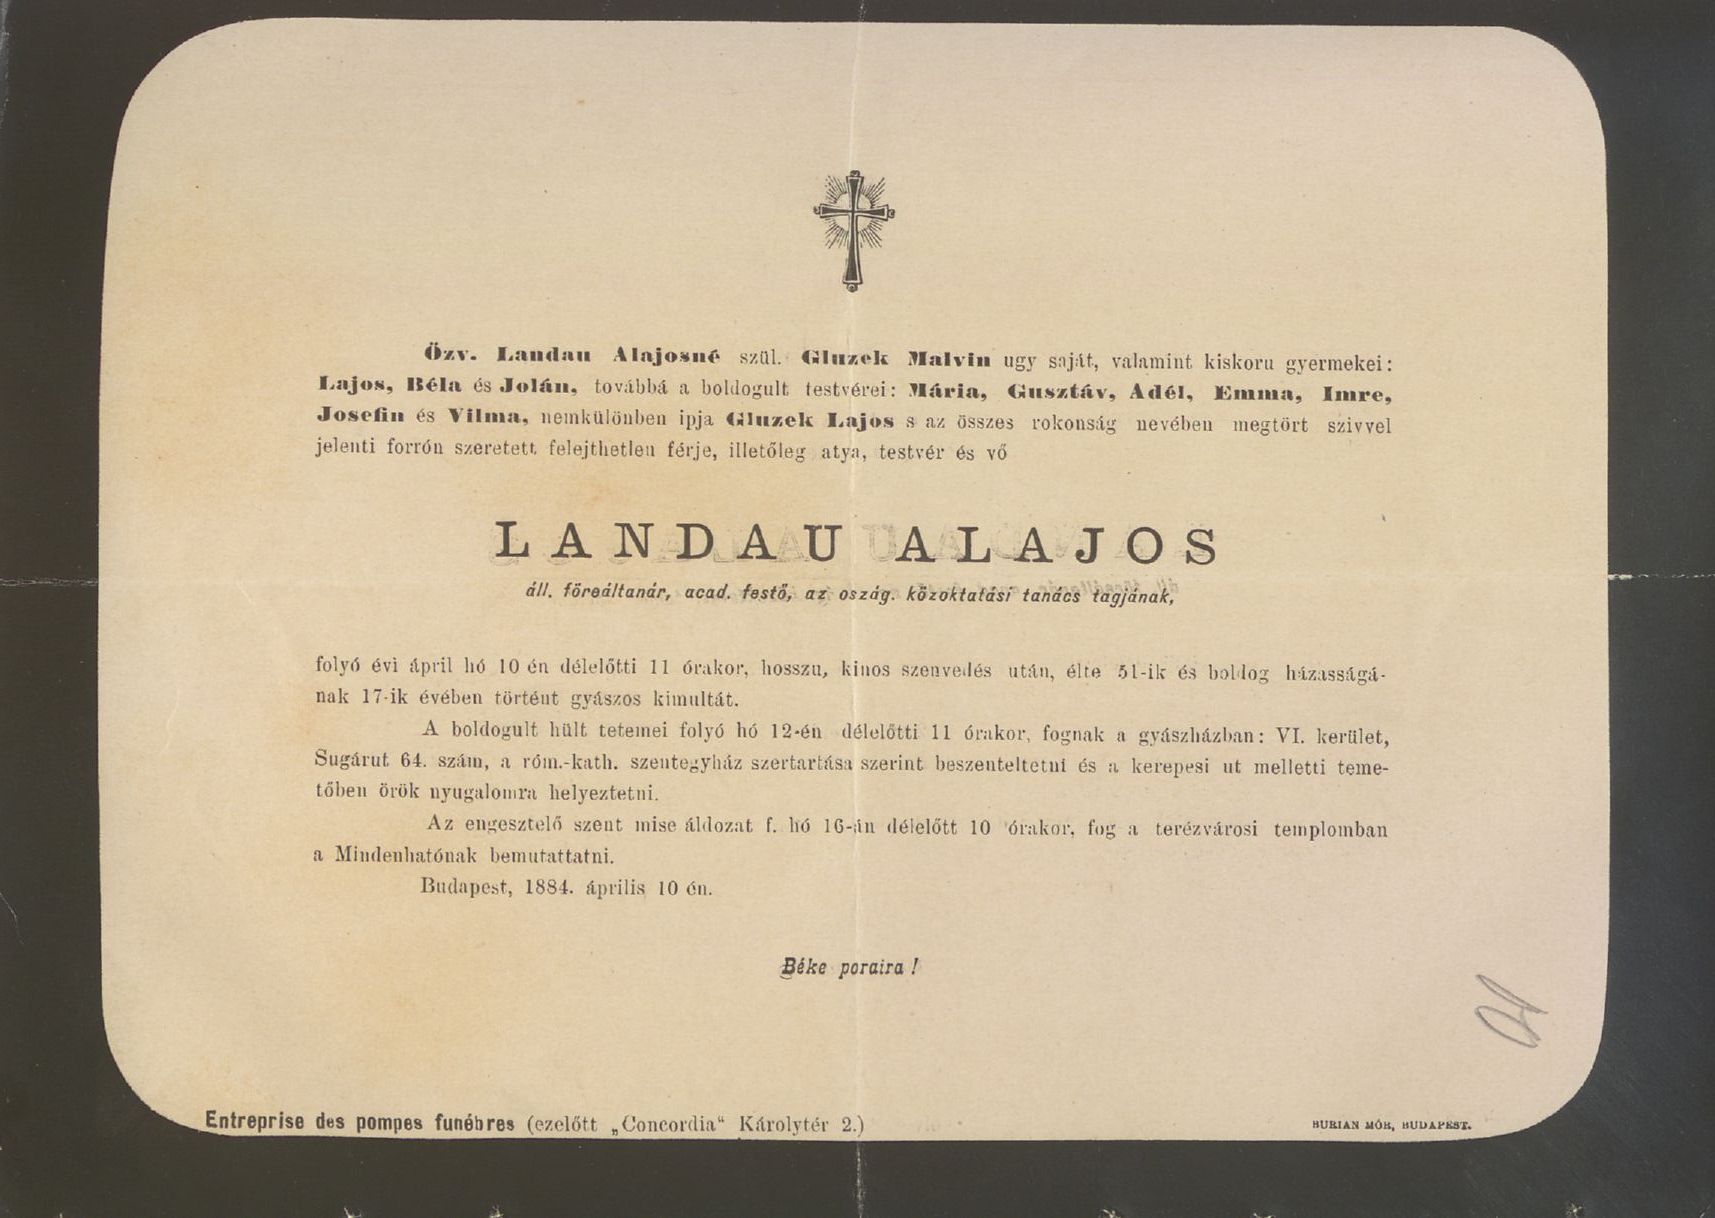 Özv. Landau Alajosné szül. Gluzek Malvin ugy saját, valamint kiskoru gyermekei:
Lajos, Béla és Jolán, továbbá a boldogult testvérei: Mária, Gusztáv, Adél, Emma, Imre,
Josefin és Vilma, nemkülönben ipja Gluzek Lajos s az összes rokonság nevében megtört szivvel
jelenti forrón szeretett felejthetlen férje, illetőleg atya, testvér és vő
LANDAU ALAJOS
áll. föreáltanár, acad. festő, az oszág. közoktatási tanács tagjának,
folyó évi ápril hó 10 én délelőtti 11 órakor, hosszu, kinos szenvedés után, élte 51-ik és boldog házasságá-
nak 17-ik évében történt gyászos kimultát.
A boldogult hült tetemei folyó hó 12-én délelőtti 11 órakor, fognak a gyászházban: VI. kerület,
Sugárut 64. szám, a róm.-kath. szentegyház szertartása szerint beszenteltetni és a kerepesi ut melletti teme-
tőben örök nyugalomra helyeztetni.
Az engesztelő szent mise áldozat f. hó 16-án délelőtt 10 órakor, fog a terézvárosi templomban
a Mindenhatónak bemutattatni.
Budapest, 1884. április 10 én.
Béke poraira !
Entreprise des pompes funébres (ezelőtt „Concordia“ Károlytér 2.)
BURIAN MÓR, BUDAPEST.